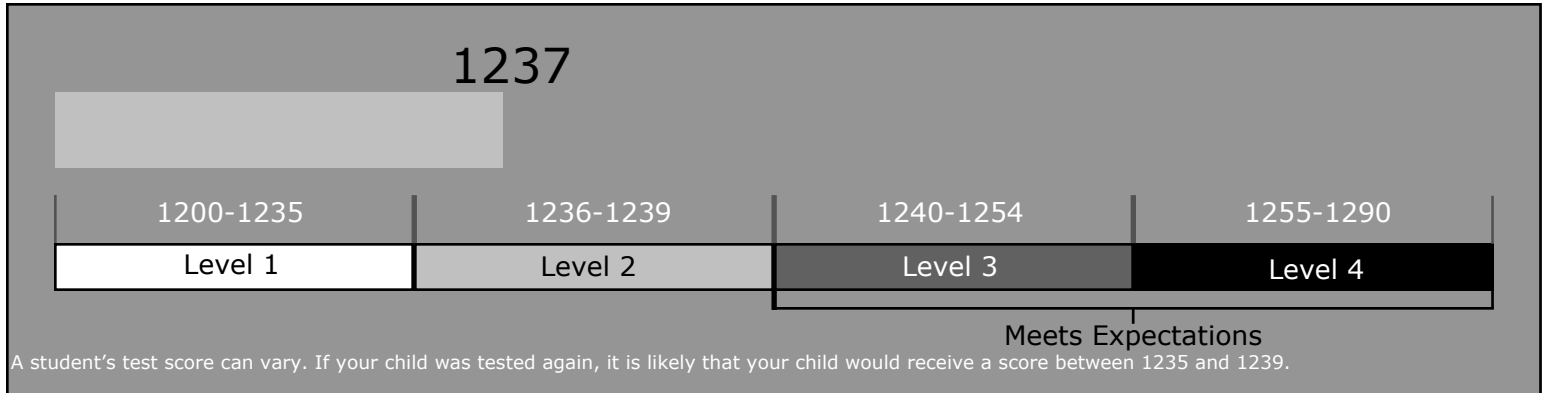 1237
1200-1235 1236-1239 1240-1254 1255-1290
Level 1 Level 2 Level 3 Level 4
Meets Expectations
A student’s test score can vary. If your child was tested again, it is likely that your child would receive a score between 1235 and 1239.